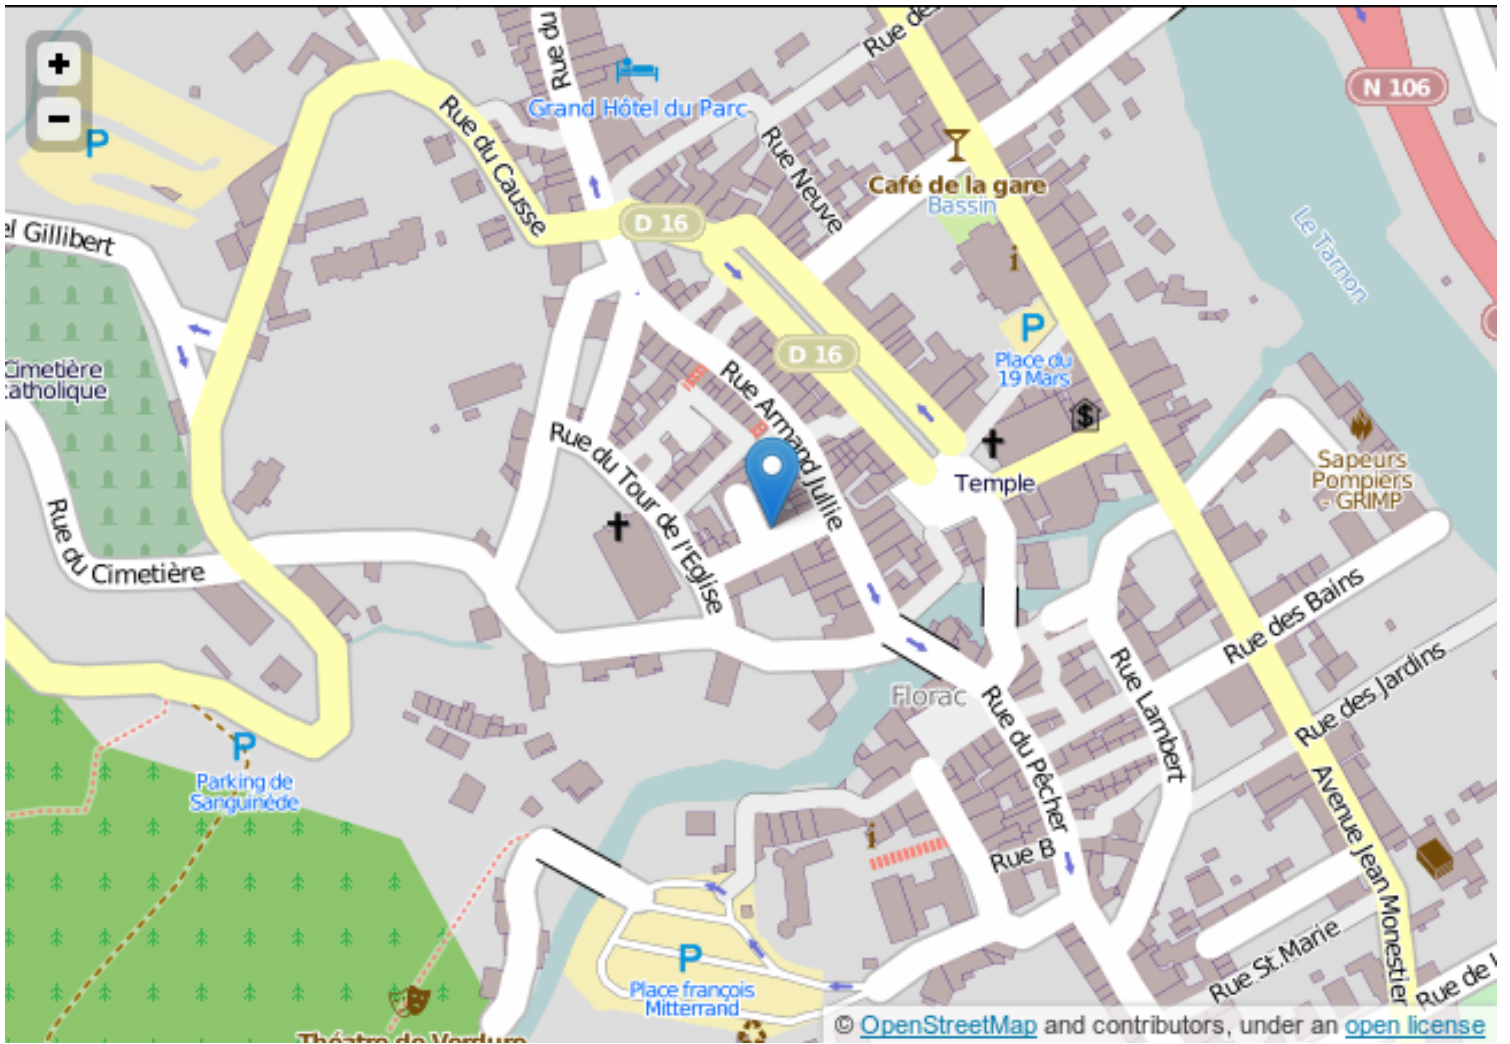 +
−
P
el Gillibert
Cimetière
catholique
Rue du Cimetière
Rue du Causse
Rue du
Grand Hôtel du Parc
Rue Neuve
Rue des
Café de la gare
Bassin
i
N 106
Le Tarnon
D 16
D 16
P
Place du
19 Mars
$
Temple
Rue Armand Jullie
Rue du Tour de l'Eglise
Sapeurs
Pompiers
- GRIMP
Rue des Bains
Rue des Jardins
Rue Lambert
Florac
Rue du Pêcher
Avenue Jean Monestier
P
Parking de
Sanguinède
i
Rue B
Rue St.Marie
Rue de
P
Place françois
Mitterrand
Théatre de Verdure
© OpenStreetMap and contributors, under an open license